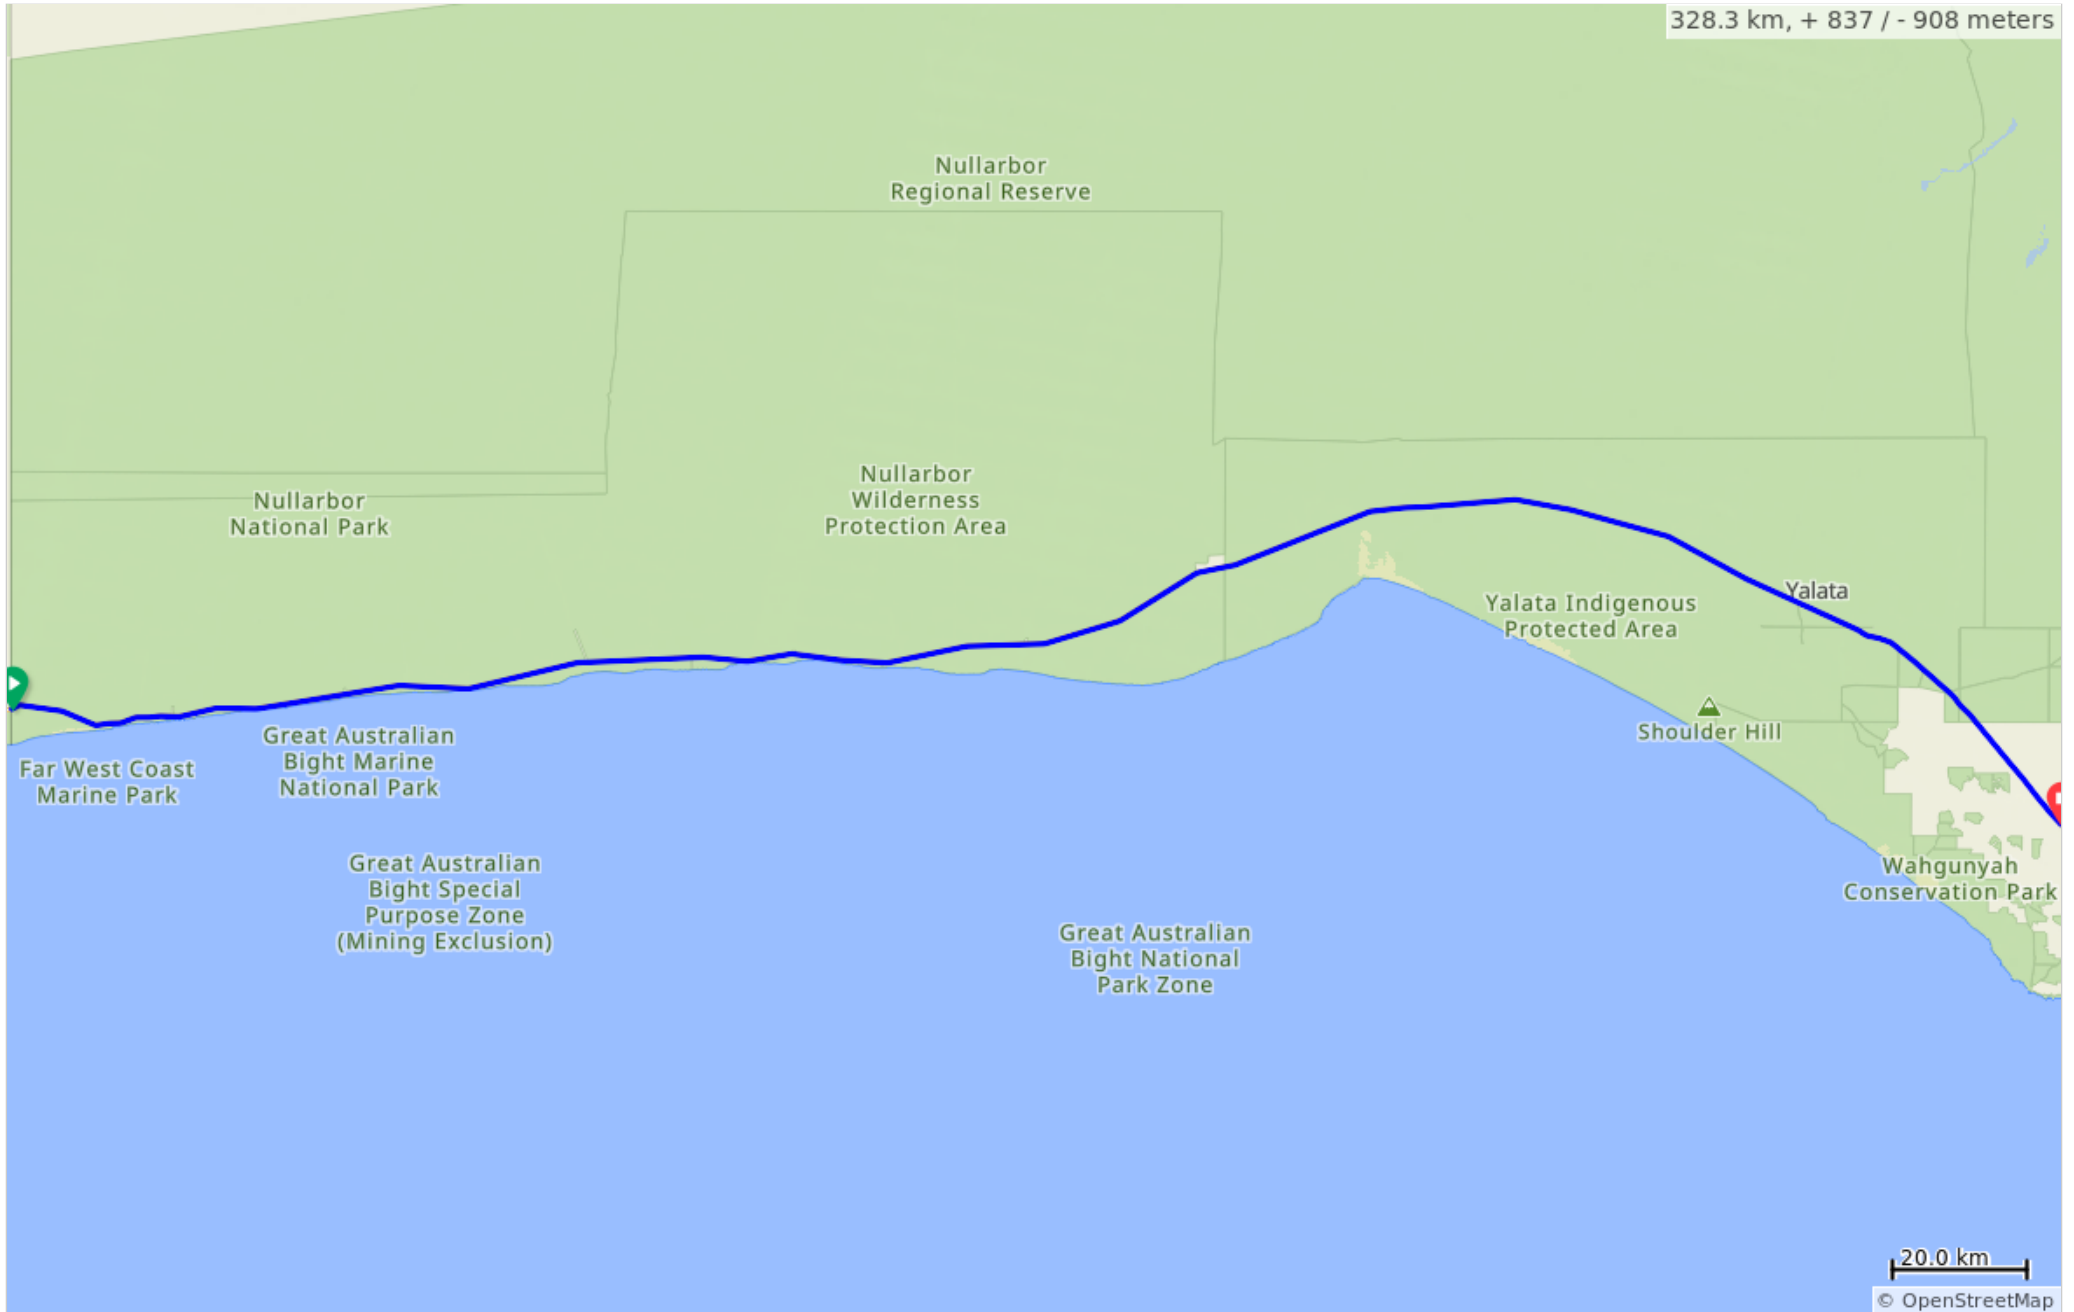 328.3 km, + 837 / - 908 meters
Nullarbor
Regional Reserve
Nullarbor
Wilderness
Protection Area
Nullarbor
National Park
Yalata
Yalata Indigenous
Protected Area
Shoulder Hill
Great Australian
Bight Marine
National Park
Far West Coast
Marine Park
Great Australian
Bight Special
Purpose Zone
(Mining Exclusion)
Wahgunyah
Conservation Park
Great Australian
Bight National
Park Zone
20.0 km
© OpenStreetMap